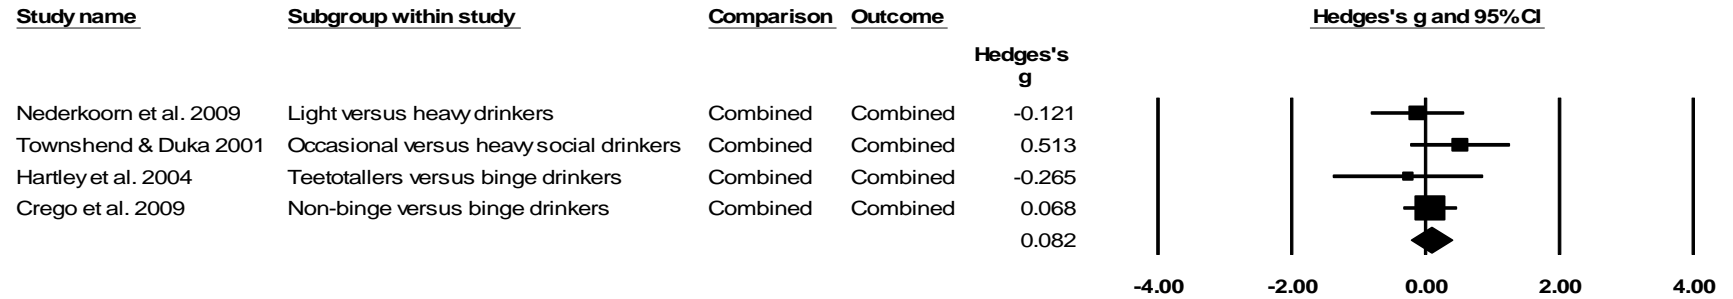 Study name Subgroup within study Comparison Outcome Hedges's g and 95% CI
Hedges's
g
Nederkoorn et al. 2009 Light versus heavy drinkers Combined Combined -0.121
Townshend & Duka 2001 Occasional versus heavy social drinkers Combined Combined 0.513
Hartley et al. 2004 Teetotallers versus binge drinkers Combined Combined -0.265
Crego et al. 2009 Non-binge versus binge drinkers Combined Combined 0.068
0.082
-4.00 -2.00 0.00 2.00 4.00